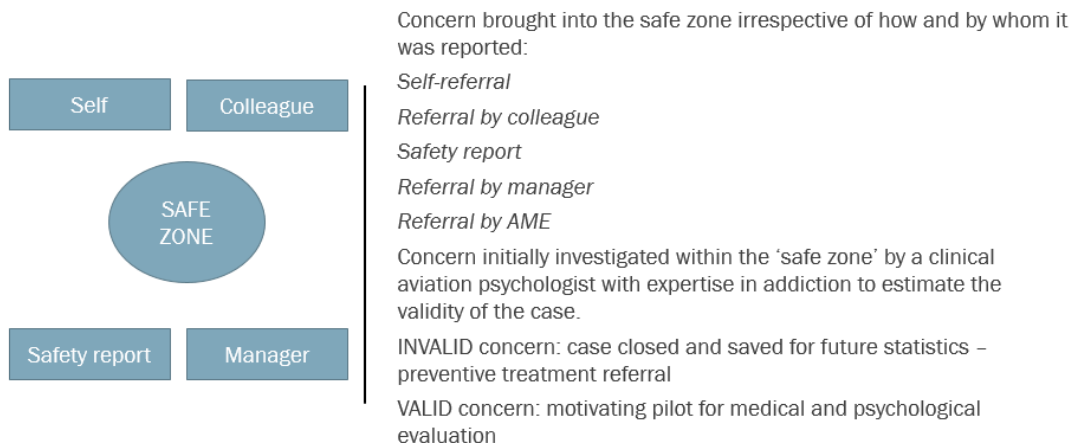 Self
Colleague
SAFE
ZONE
Safety report
Manager
Concern brought into the safe zone irrespective of how and by whom it
was reported:
Self-referral
Referral by colleague
Safety report
Referral by manager
Referral by AME
Concern initially investigated within the ‘safe zone’ by a clinical
aviation psychologist with expertise in addiction to estimate the
validity of the case.
INVALID concern: case closed and saved for future statistics –
preventive treatment referral
VALID concern: motivating pilot for medical and psychological
evaluation